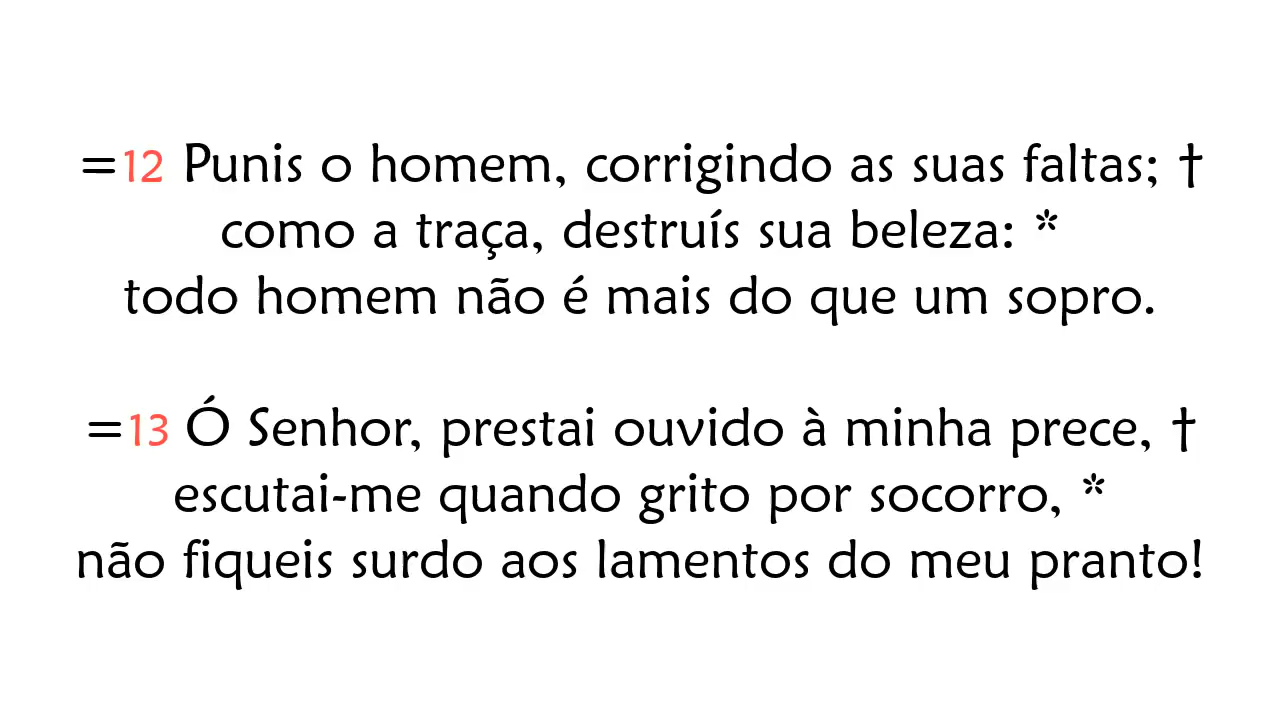 =12 Punis o homem, corrigindo as suas faltas; †
como a traça, destruís sua beleza: *
todo homem não é mais do que um sopro.
=13 Ó Senhor, prestai ouvido à minha prece, †
escutai-me quando grito por socorro, *
não fiqueis surdo aos lamentos do meu pranto!